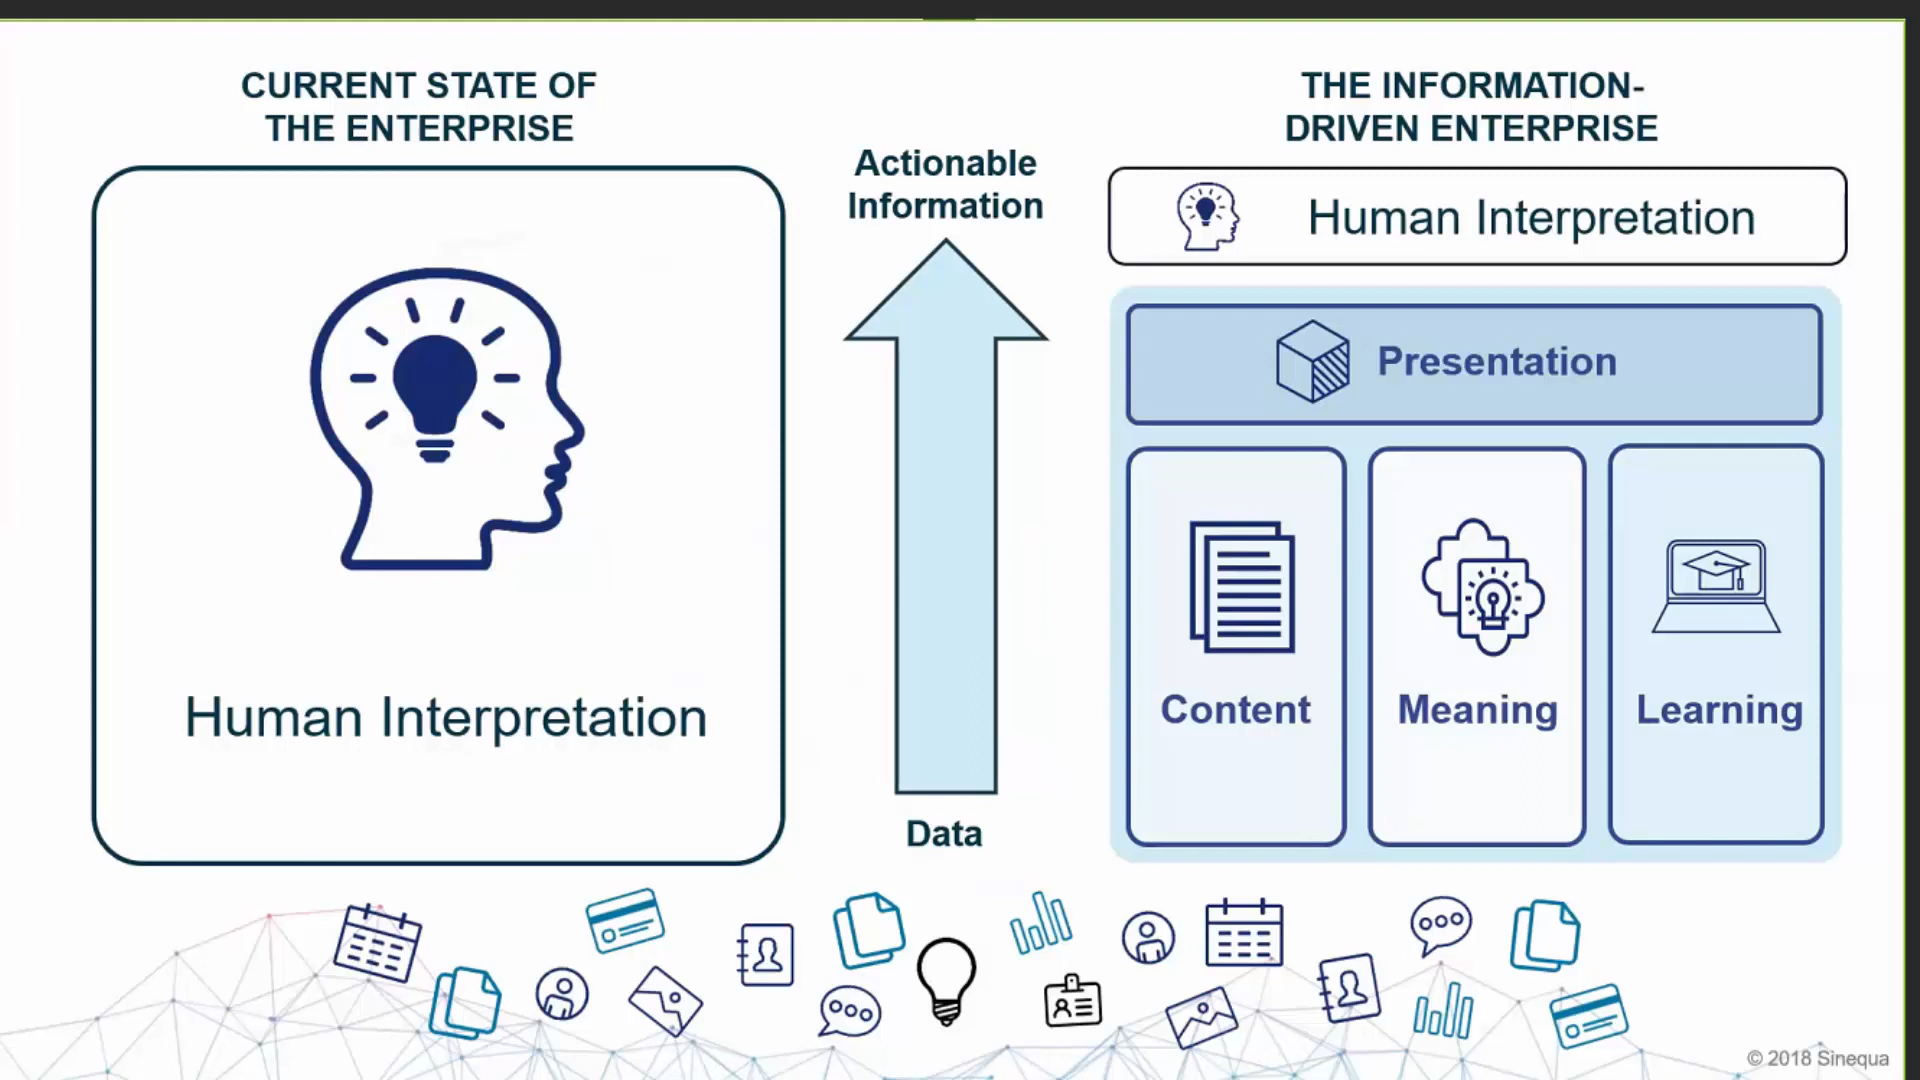 CURRENT STATE OF
THE ENTERPRISE
Human Interpretation
Actionable
Information
Data
THE INFORMATION-
DRIVEN ENTERPRISE
Human Interpretation
Presentation
Content
Meaning
Learning
© 2018 Sinequa